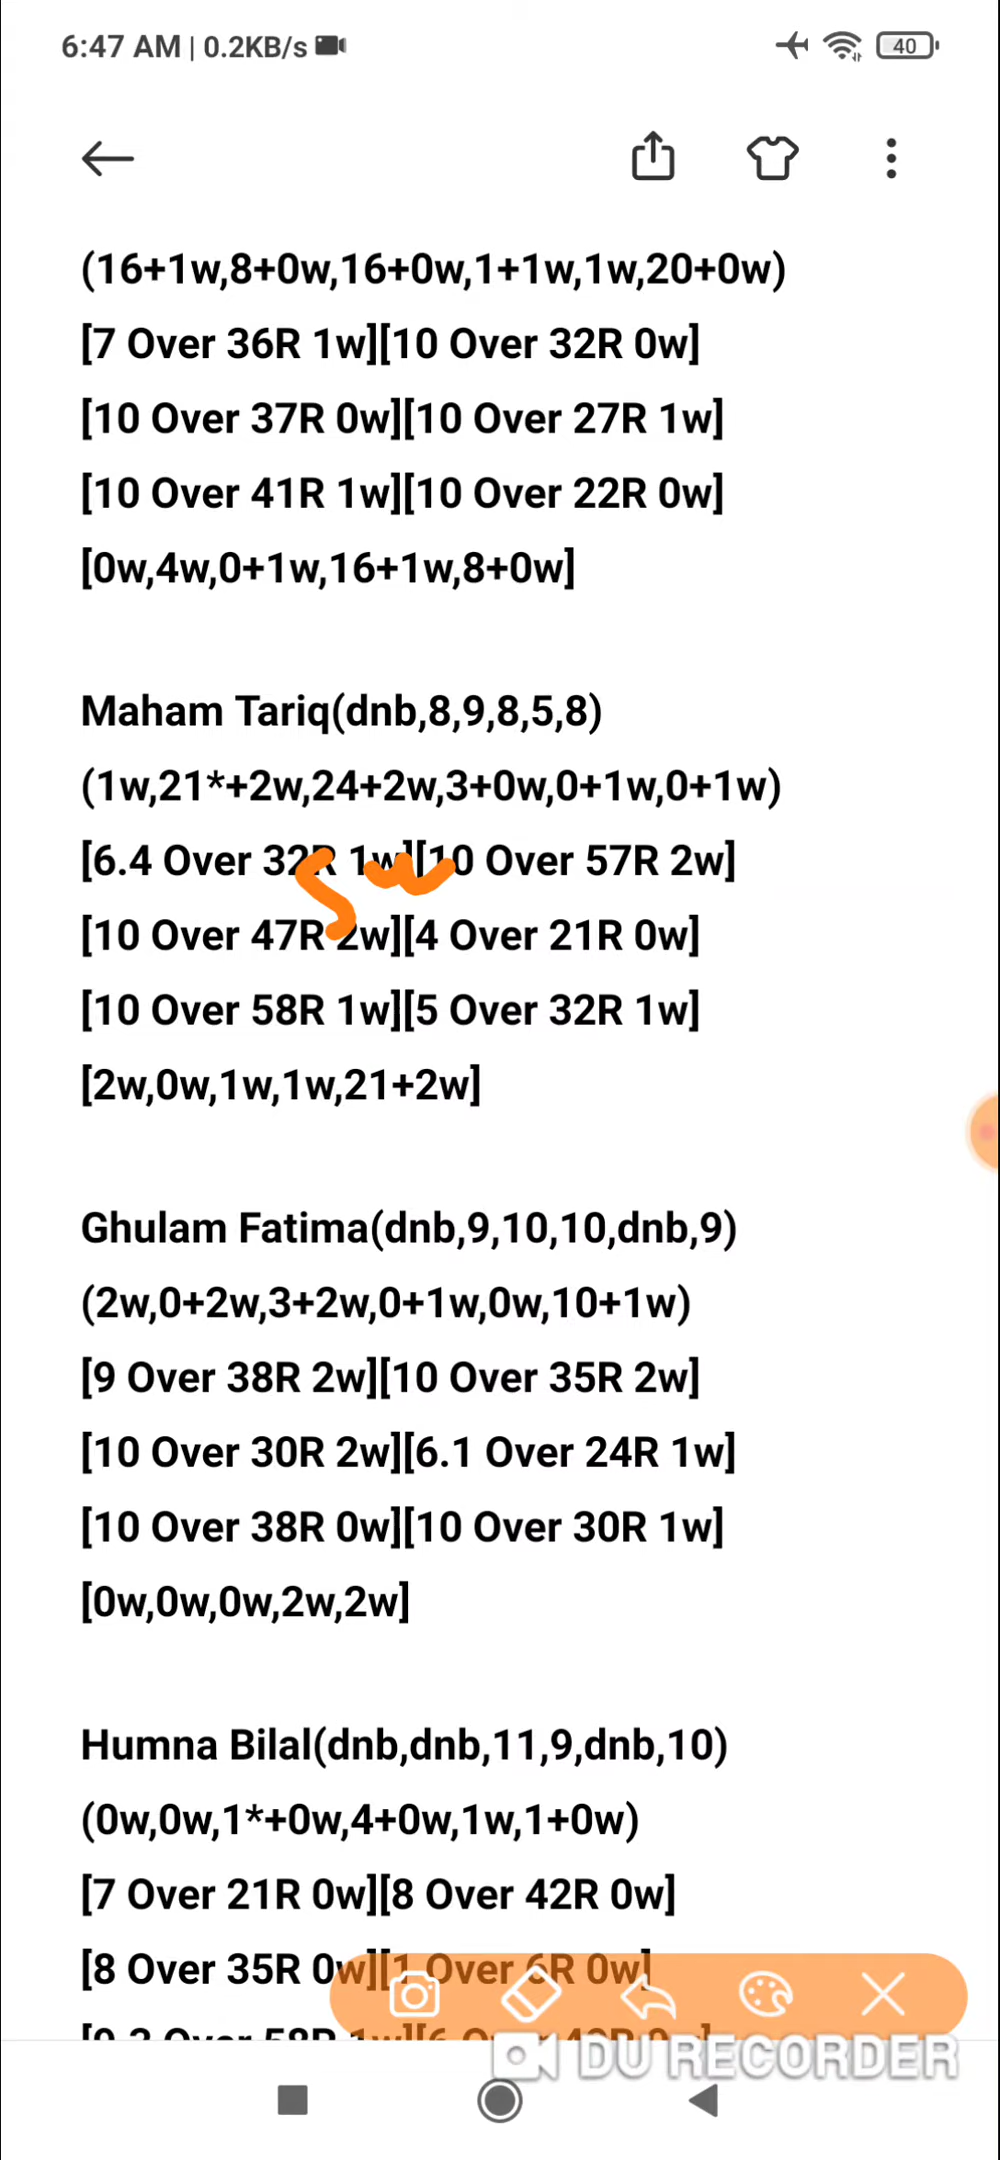 6:47 AM | 0.2KB/s
40
(16+1w,8+0w,16+0w,1+1w,1w,20+0w)
[7 Over 36R 1w][10 Over 32R 0w]
[10 Over 37R 0w][10 Over 27R 1w]
[10 Over 41R 1w][10 Over 22R 0w]
[0w,4w,0+1w,16+1w,8+0w]
Maham Tariq(dnb,8,9,8,5,8)
(1w,21*+2w,24+2w,3+0w,0+1w,0+1w)
[6.4 Over 32R 1w][10 Over 57R 2w]
[10 Over 47R 2w][4 Over 21R 0w]
[10 Over 58R 1w][5 Over 32R 1w]
[2w,0w,1w,1w,21+2w]
Ghulam Fatima(dnb,9,10,10,dnb,9)
(2w,0+2w,3+2w,0+1w,0w,10+1w)
[9 Over 38R 2w][10 Over 35R 2w]
[10 Over 30R 2w][6.1 Over 24R 1w]
[10 Over 38R 0w][10 Over 30R 1w]
[0w,0w,0w,2w,2w]
Humna Bilal(dnb,dnb,11,9,dnb,10)
(0w,0w,1*+0w,4+0w,1w,1+0w)
[7 Over 21R 0w][8 Over 42R 0w]
[8 Over 35R 0w][1 Over 6R 0w]
DU RECORDER